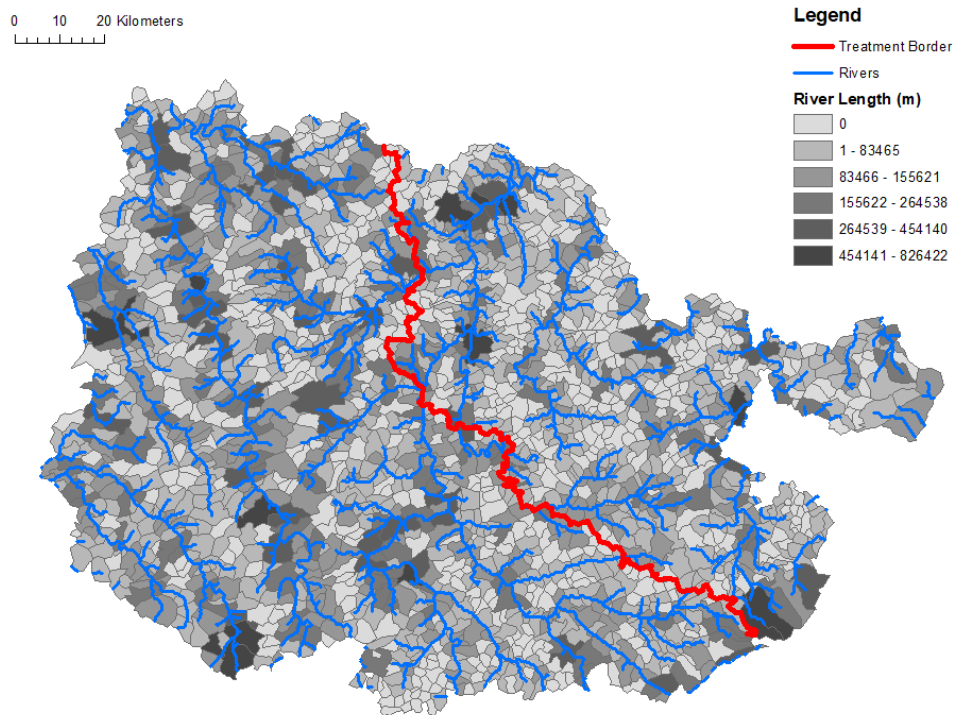 0 10 20 Kilometers
Legend
Treatment Border
Rivers
River Length (m)
0
1 - 83465
83466 - 155621
155622 - 264538
264539 - 454140
454141 - 826422